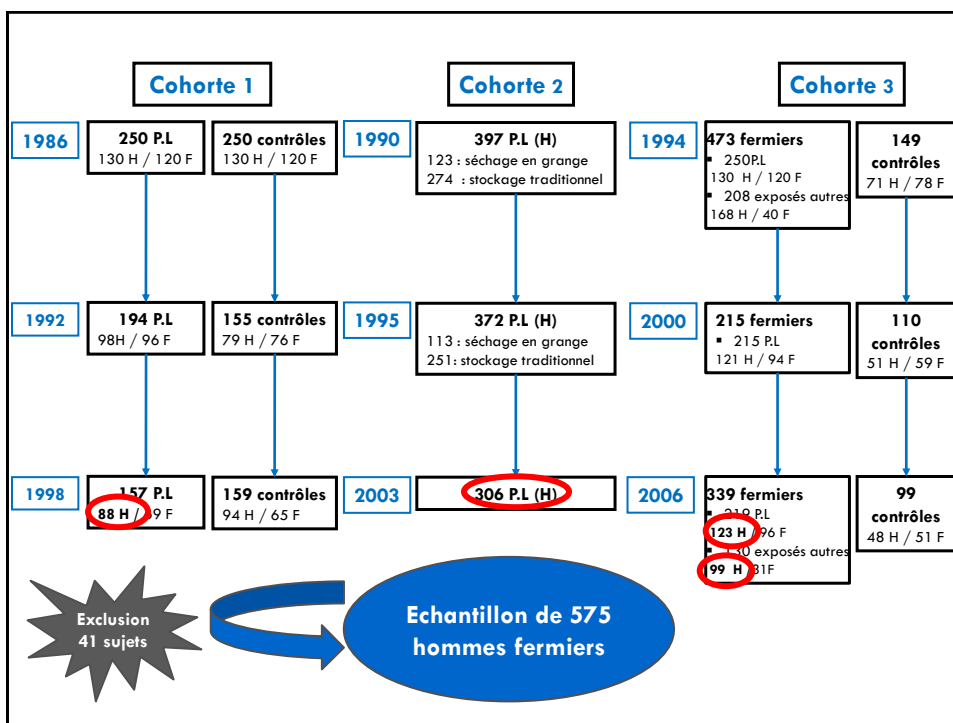 Cohorte 1
Cohorte 2
Cohorte 3
1986
250 P.L
130 H / 120 F
250 contrôles
130 H / 120 F
1990
397 P.L (H)
123 : séchage en grange
274 : stockage traditionnel
1994
473 fermiers
▪ 250P.L
130 H / 120 F
▪ 208 exposés autres
168 H / 40 F
149
contrôles
71 H / 78 F
1992
194 P.L
98H / 96 F
155 contrôles
79 H / 76 F
1995
372 P.L (H)
113 : séchage en grange
251: stockage traditionnel
2000
215 fermiers
▪ 215 P.L
121 H / 94 F
110
contrôles
51 H / 59 F
1998
157 P.L
88 H / 69 F
159 contrôles
94 H / 65 F
2003
306 P.L (H)
2006
339 fermiers
▪ 219 P.L
123 H / 96 F
▪ 130 exposés autres
99 H / 31F
99
contrôles
48 H / 51 F
Exclusion
41 sujets
Echantillon de 575
hommes fermiers